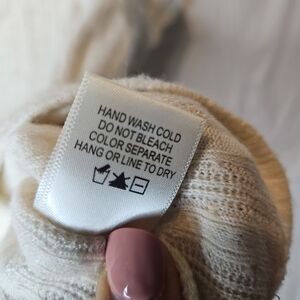 HAND WASH COLD
DO NOT BLEACH
COLOR SEPARATE
HANG OR LINE TO DRY